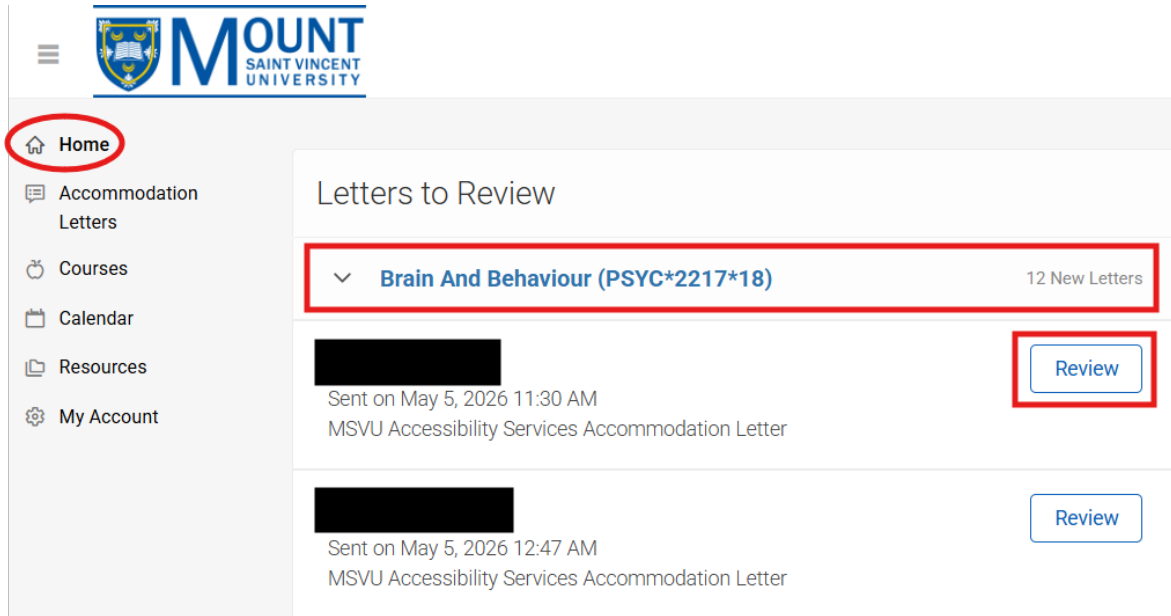 MOUNT
SAINT VINCENT
UNIVERSITY
Home
Accommodation
Letters
Courses
Calendar
Resources
My Account
Letters to Review
Brain And Behaviour (PSYC*2217*18) 12 New Letters
Review
Sent on May 5, 2026 11:30 AM
MSVU Accessibility Services Accommodation Letter
Review
Sent on May 5, 2026 12:47 AM
MSVU Accessibility Services Accommodation Letter